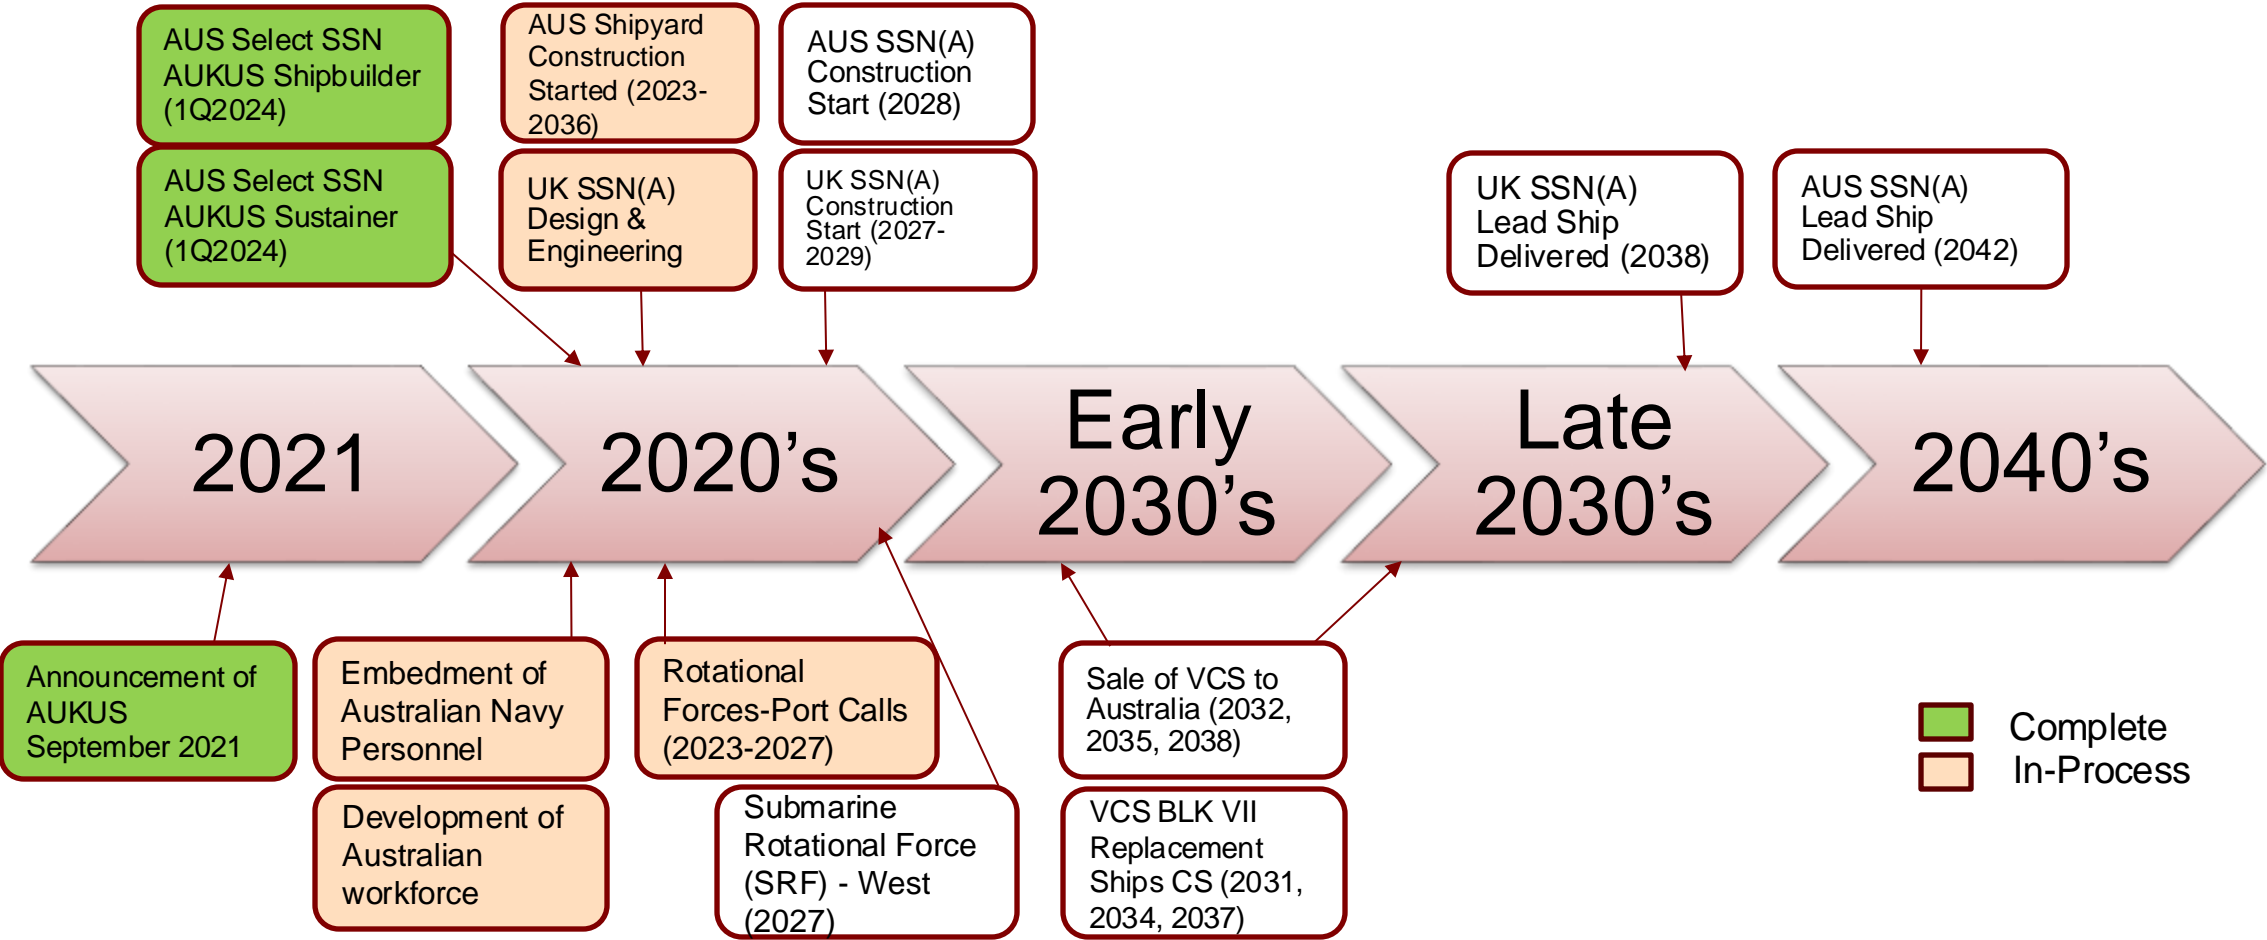 AUS Select SSN
AUKUS Shipbuilder
(1Q2024)
AUS Select SSN
AUKUS Sustainer
(1Q2024)
AUS Shipyard
Construction
Started (2023-
2036)
UK SSN(A)
Design &
Engineering
AUS SSN(A)
Construction
Start (2028)
UK SSN(A)
Construction
Start (2027-
2029)
UK SSN(A)
Lead Ship
Delivered (2038)
AUS SSN(A)
Lead Ship
Delivered (2042)
2021
2020’s
Early
2030’s
Late
2030’s
2040’s
Announcement of
AUKUS
September 2021
Embedment of
Australian Navy
Personnel
Development of
Australian
workforce
Rotational
Forces-Port Calls
(2023-2027)
Submarine
Rotational Force
(SRF) - West
(2027)
Sale of VCS to
Australia (2032,
2035, 2038)
VCS BLK VII
Replacement
Ships CS (2031,
2034, 2037)
Complete
In-Process